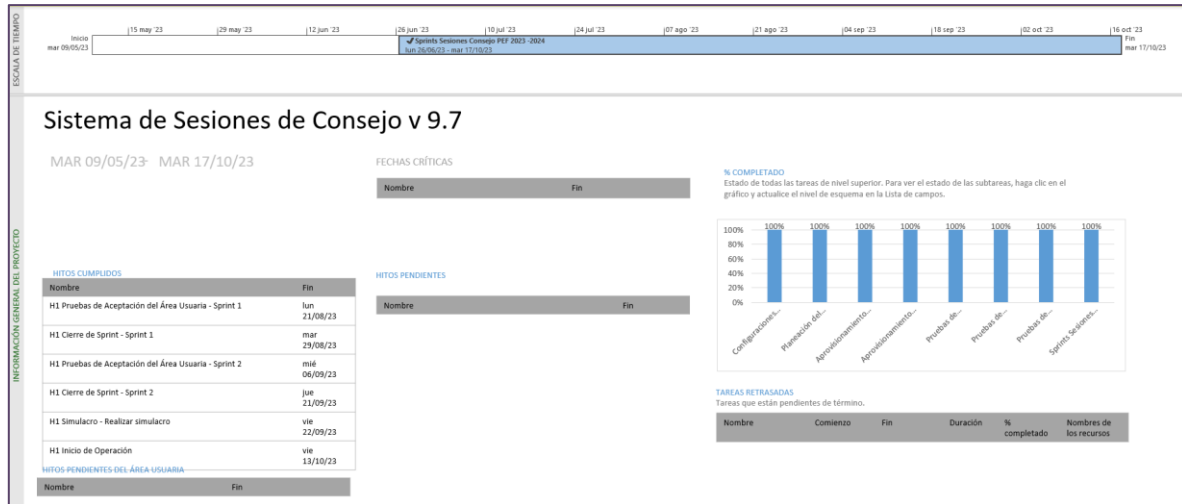 ESCALA DE TIEMPO
15 may '23 29 may '23 12 jun '23 26 jun '23 10 jul '23 24 jul '23 07 ago '23 21 ago '23 04 sep '23 18 sep '23 02 oct '23 16 oct '23
Inicio
mar 09/05/23
✔ Sprints Sesiones Consejo PEF 2023 -2024
lun 26/06/23 - mar 17/10/23
Fin
mar 17/10/23
INFORMACIÓN GENERAL DEL PROYECTO
Sistema de Sesiones de Consejo v 9.7
MAR 09/05/23- MAR 17/10/23
FECHAS CRÍTICAS
Nombre Fin
% COMPLETADO
Estado de todas las tareas de nivel superior. Para ver el estado de las subtareas, haga clic en el
gráfico y actualice el nivel de esquema en la Lista de campos.
100% 100% 100% 100% 100% 100% 100% 100%
100%
80%
60%
40%
20%
0%
Configuraciones... Planeación del... Aprovisionamiento... Aprovisionamiento... Pruebas de... Pruebas de... Pruebas de... Sprints Sesiones...
HITOS CUMPLIDOS
Nombre Fin
H1 Pruebas de Aceptación del Área Usuaria - Sprint 1 lun
21/08/23
H1 Cierre de Sprint - Sprint 1 mar
29/08/23
H1 Pruebas de Aceptación del Área Usuaria - Sprint 2 mié
06/09/23
H1 Cierre de Sprint - Sprint 2 jue
21/09/23
H1 Simulacro - Realizar simulacro vie
22/09/23
H1 Inicio de Operación vie
13/10/23
HITOS PENDIENTES
Nombre Fin
TAREAS RETRASADAS
Tareas que están pendientes de término.
Nombre Comienzo Fin Duración % completado Nombres de los recursos
HITOS PENDIENTES DEL ÁREA USUARIA
Nombre Fin